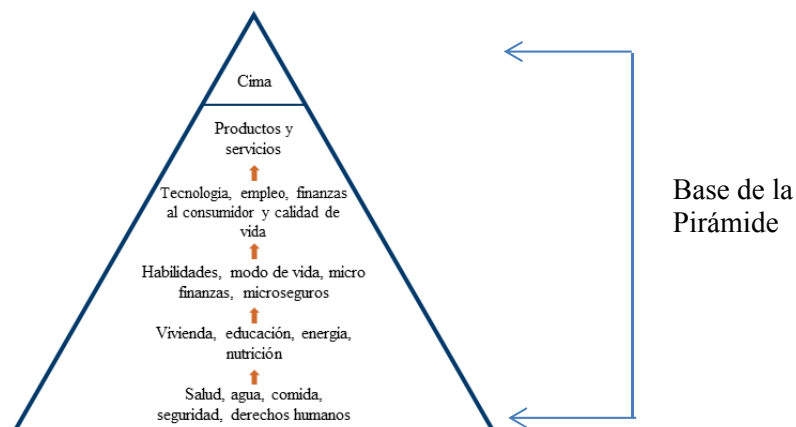 Cima
Productos y
servicios
Tecnologia, empleo, finanzas
al consumidor y calidad de
vida
Habilidades, modo de vida, micro
finanzas, microseguros
Vivienda, educación, energía,
nutrición
Salud, agua, comida,
seguridad, derechos humanos
Base de la
Pirámide